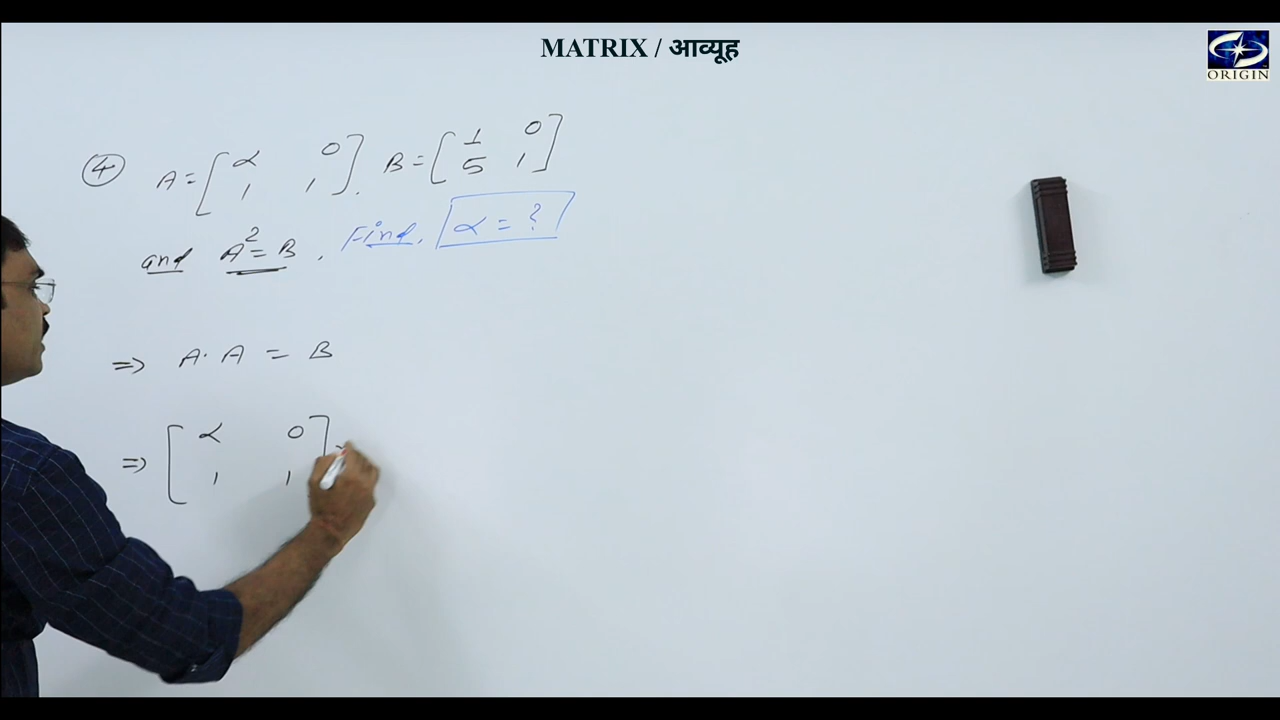 MATRIX / आव्यूह
ORIGIN
④ A = [α 0
1 1], B = [1 0
5 1]
and A² = B, Find, α = ?
⇒ A · A = B
⇒ [α 0
1 1]